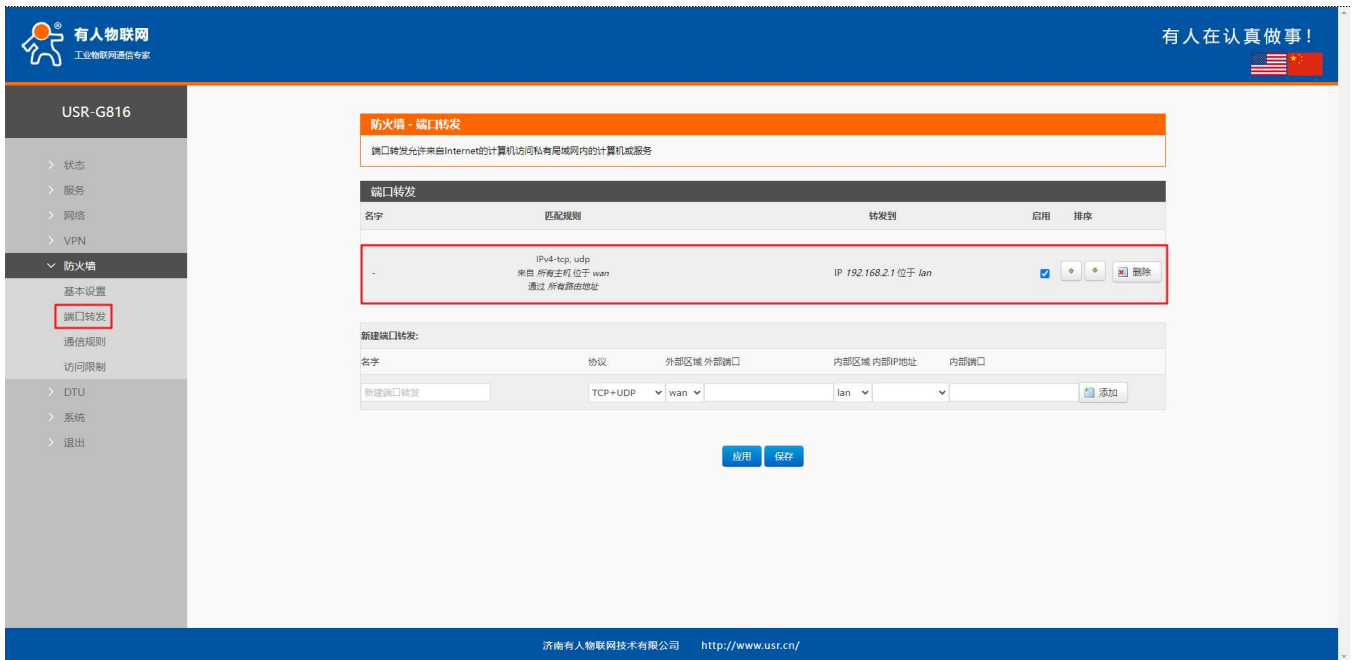 有人物联网
工业物联网通信专家
有人在认真做事!
USR-G816
状态
服务
网络
VPN
防火墙
基本设置
端口转发
通信规则
访问限制
DTU
系统
退出
防火墙 - 端口转发
端口转发允许来自Internet的计算机访问私有局域网内的计算机或服务
端口转发
名字 匹配规则 转发到 启用 排序
IPv4-tcp, udp
- 来自 所有主机 位于 wan IP 192.168.2.1 位于 lan 删除
通过 所有路由地址
新建端口转发:
名字 协议 外部区域 外部端口 内部区域 内部IP地址 内部端口
新建端口转发 TCP+UDP wan lan 添加
应用 保存
济南有人物联网技术有限公司 http://www.usr.cn/